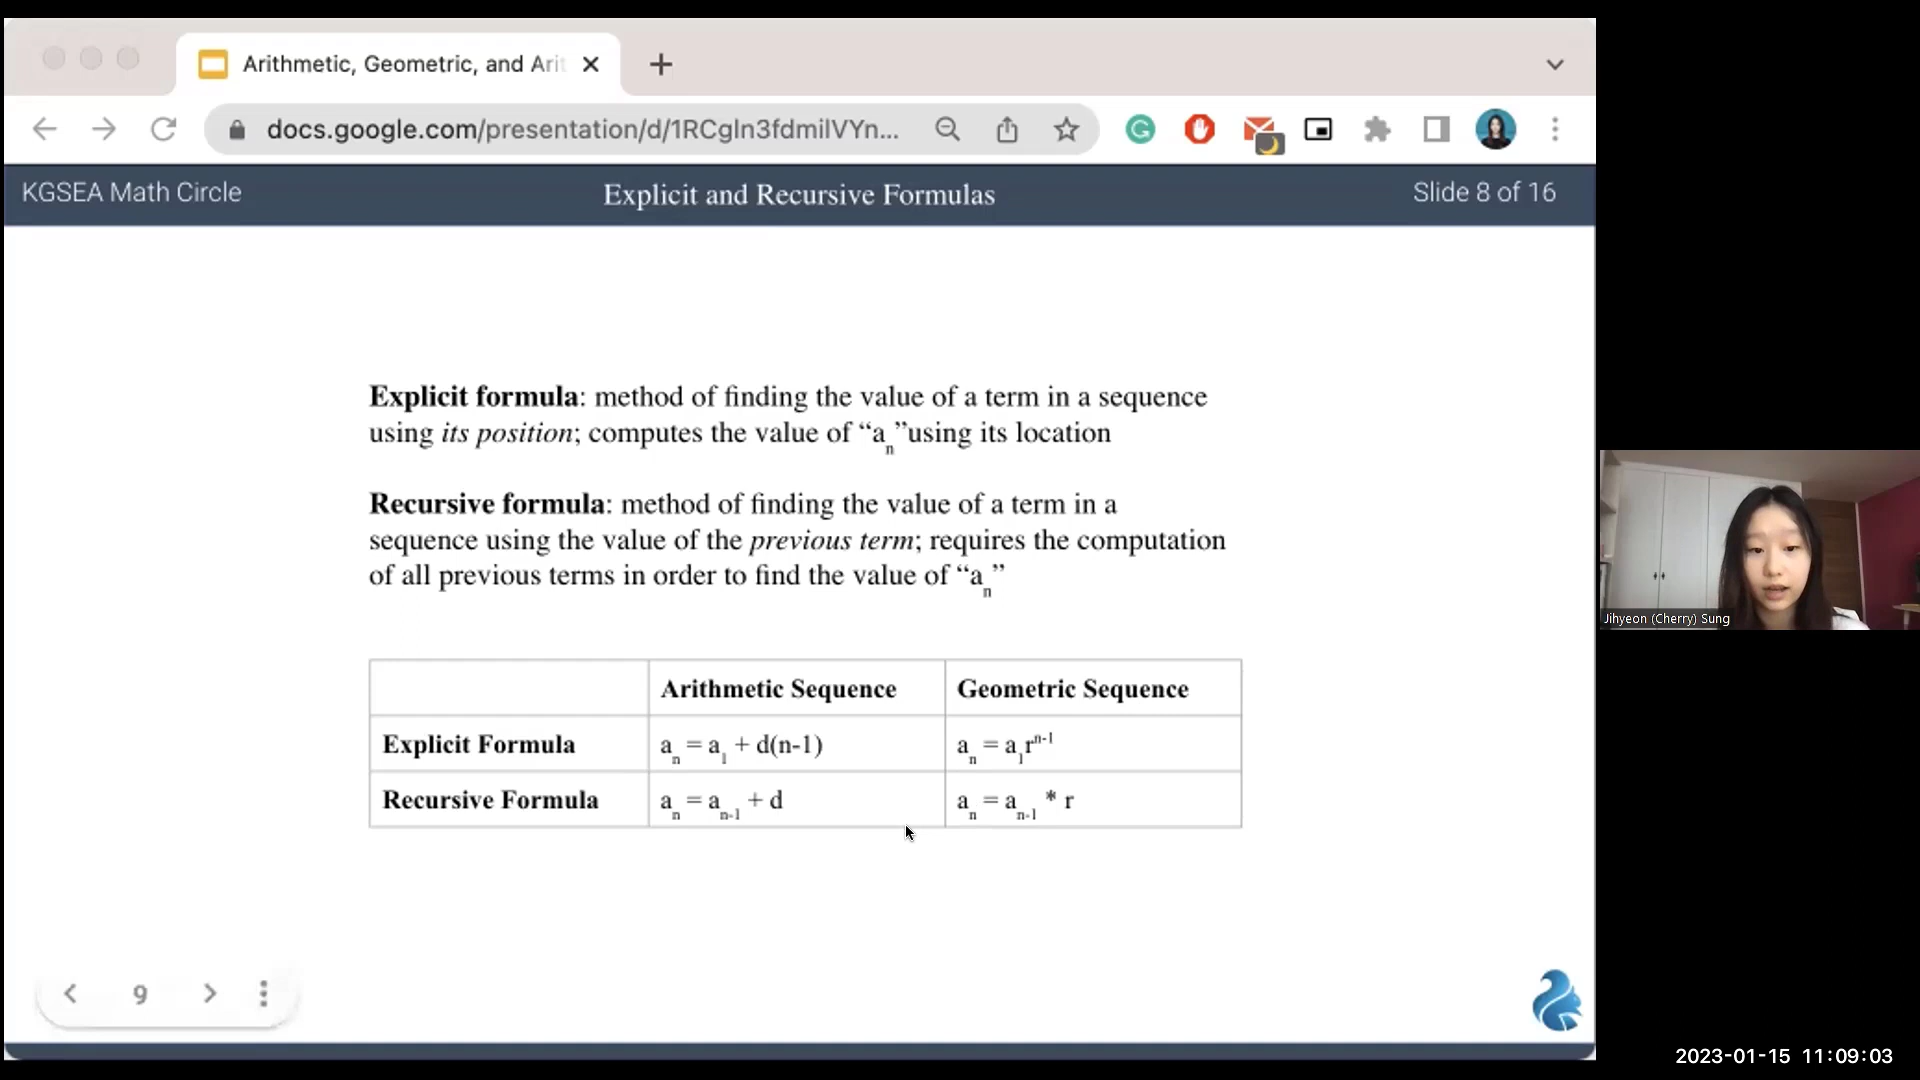 Arithmetic, Geometric, and Arit
docs.google.com/presentation/d/1RCgln3fdmilVYn...
KGSEA Math Circle
Explicit and Recursive Formulas
Slide 8 of 16
Explicit formula: method of finding the value of a term in a sequence
using its position; computes the value of “aₙ”using its location
Recursive formula: method of finding the value of a term in a
sequence using the value of the previous term; requires the computation
of all previous terms in order to find the value of “aₙ”
Arithmetic Sequence
Geometric Sequence
Explicit Formula
aₙ = a₁ + d(n-1)
aₙ = a₁rⁿ⁻¹
Recursive Formula
aₙ = aₙ₋₁ + d
aₙ = aₙ₋₁ * r
9
Jihyeon (Cherry) Sung
2023-01-15 11:09:03